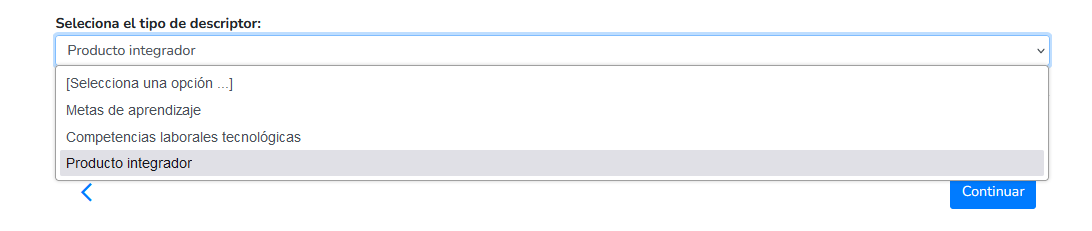 Seleciona el tipo de descriptor:
Producto integrador
[Selecciona una opción ...]
Metas de aprendizaje
Competencias laborales tecnológicas
Producto integrador
Continuar